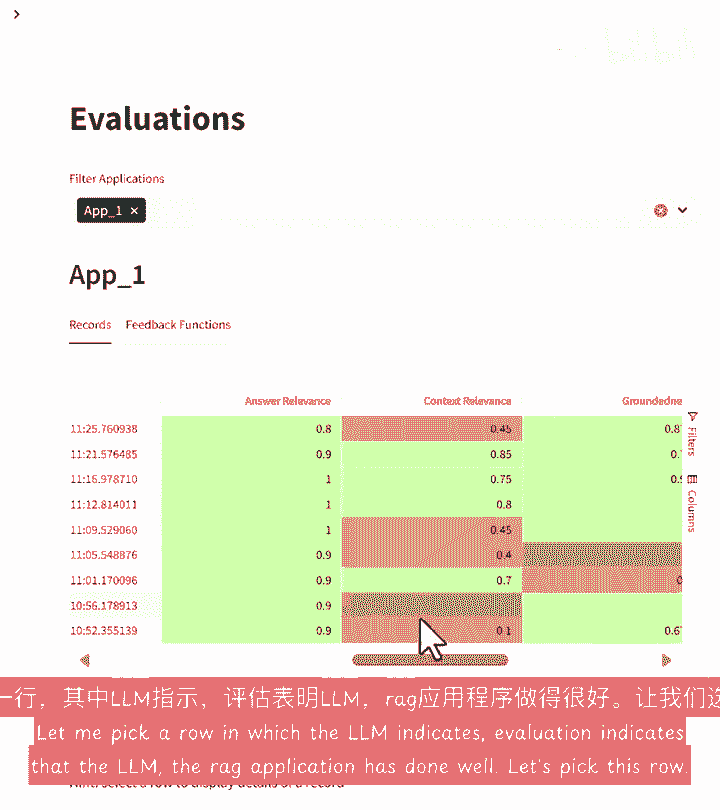 Evaluations
Filter Applications
App_1 ×
App_1
Records Feedback Functions
Answer Relevance Context Relevance Groundedne
11:25.760938 0.8 0.45 0.8
11:21.576485 0.9 0.85 0.
11:16.978710 1 0.75 0.9
11:12.814011 1 0.8
11:09.529060 1 0.45
11:05.548876 0.9 0.4
11:01.170096 0.9 0.7 0
10:56.178913 0.9
10:52.355139 0.9 0.1 0.6
Filters
Columns
一行，其中LLM指示，评估表明LLM，rag应用程序做得很好。让我们选
Let me pick a row in which the LLM indicates, evaluation indicates
that the LLM, the rag application has done well. Let's pick this row.